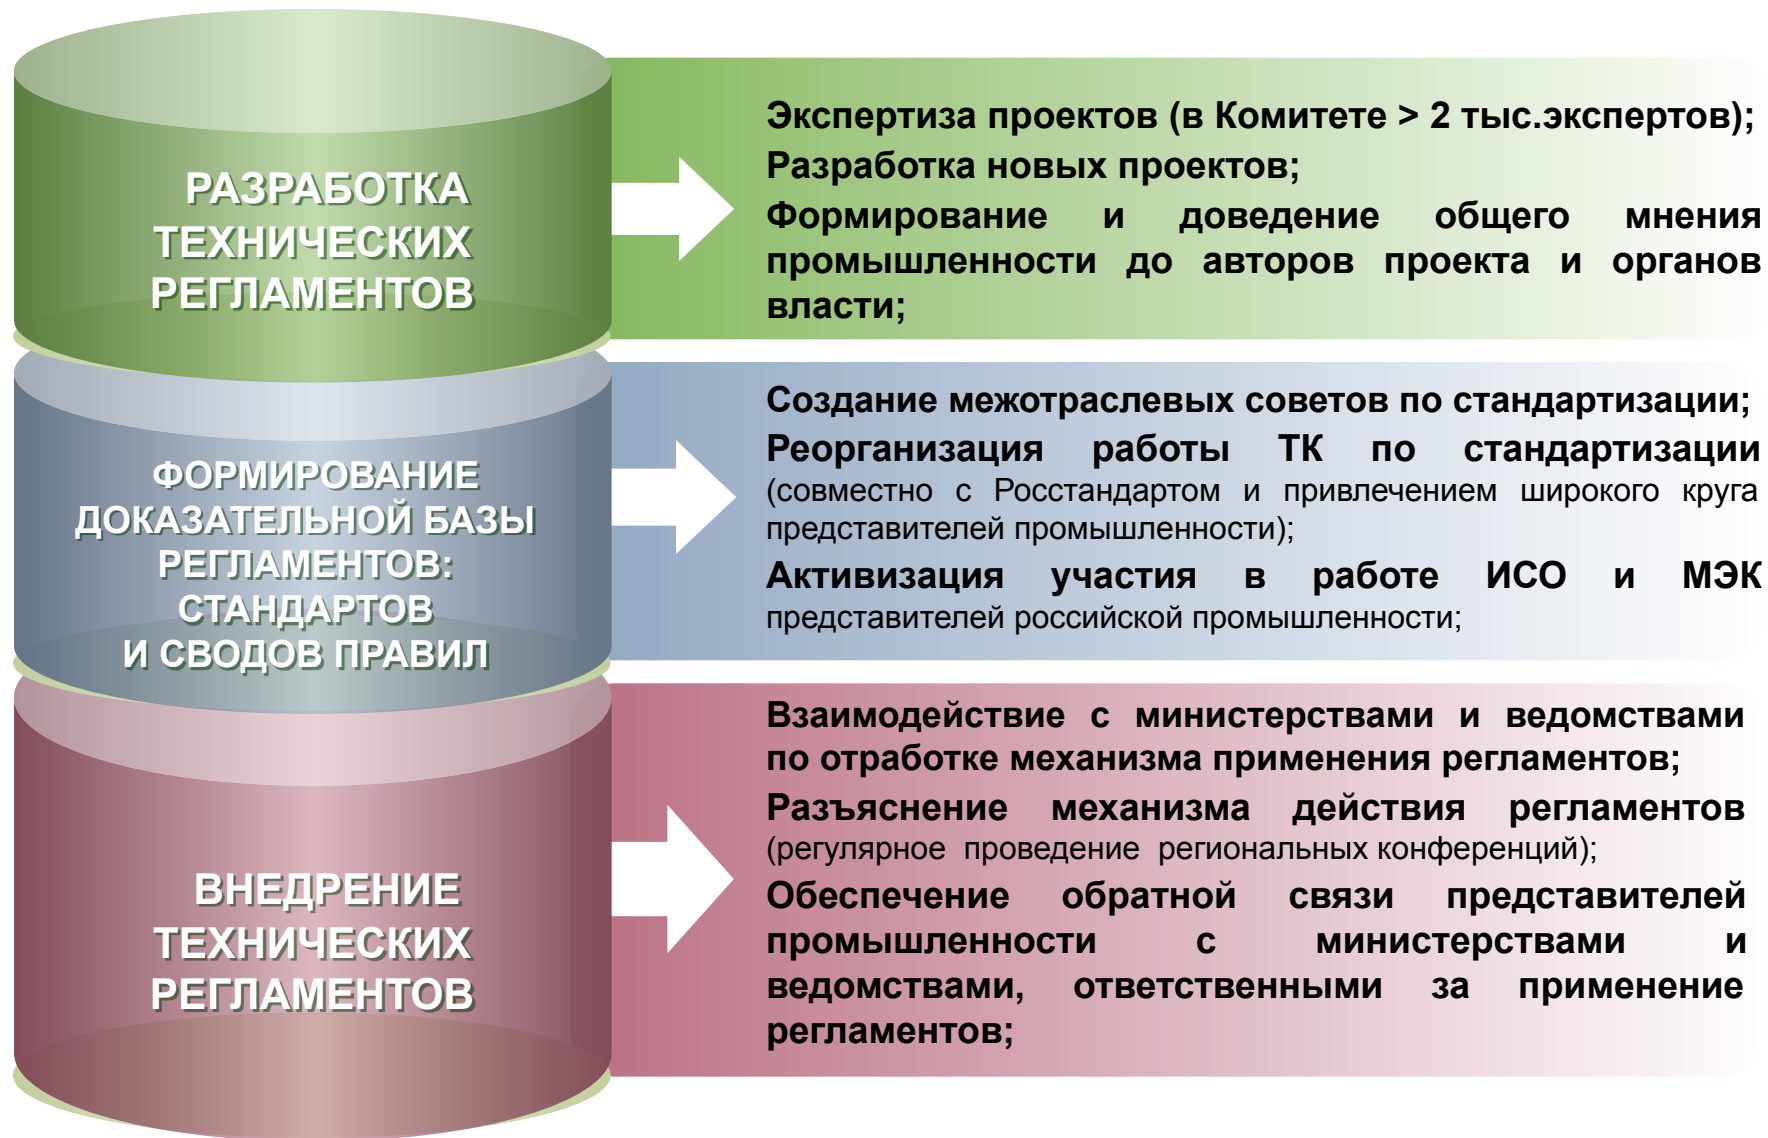 РАЗРАБОТКА
ТЕХНИЧЕСКИХ
РЕГЛАМЕНТОВ
Экспертиза проектов (в Комитете > 2 тыс.экспертов);
Разработка новых проектов;
Формирование и доведение общего мнения
промышленности до авторов проекта и органов
власти;
ФОРМИРОВАНИЕ
ДОКАЗАТЕЛЬНОЙ БАЗЫ
РЕГЛАМЕНТОВ:
СТАНДАРТОВ
И СВОДОВ ПРАВИЛ
Создание межотраслевых советов по стандартизации;
Реорганизация работы ТК по стандартизации
(совместно с Росстандартом и привлечением широкого круга
представителей промышленности);
Активизация участия в работе ИСО и МЭК
представителей российской промышленности;
ВНЕДРЕНИЕ
ТЕХНИЧЕСКИХ
РЕГЛАМЕНТОВ
Взаимодействие с министерствами и ведомствами
по отработке механизма применения регламентов;
Разъяснение механизма действия регламентов
(регулярное проведение региональных конференций);
Обеспечение обратной связи представителей
промышленности с министерствами и
ведомствами, ответственными за применение
регламентов;